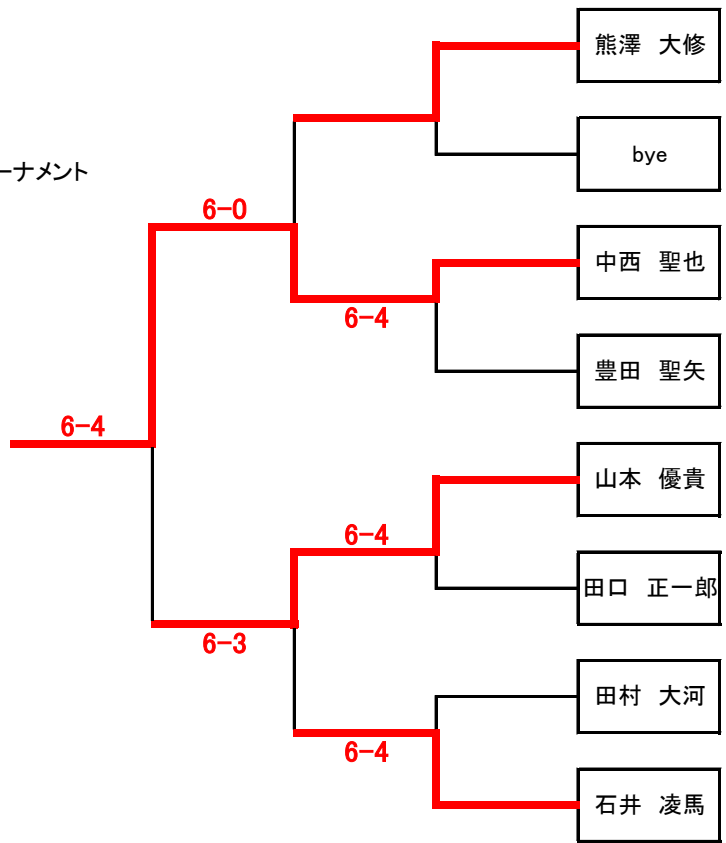 熊澤 大修
bye
ーナメント
6-0
中西 聖也
6-4
豊田 聖矢
6-4
山本 優貴
6-4
田口 正一郎
6-3
田村 大河
6-4
石井 凌馬